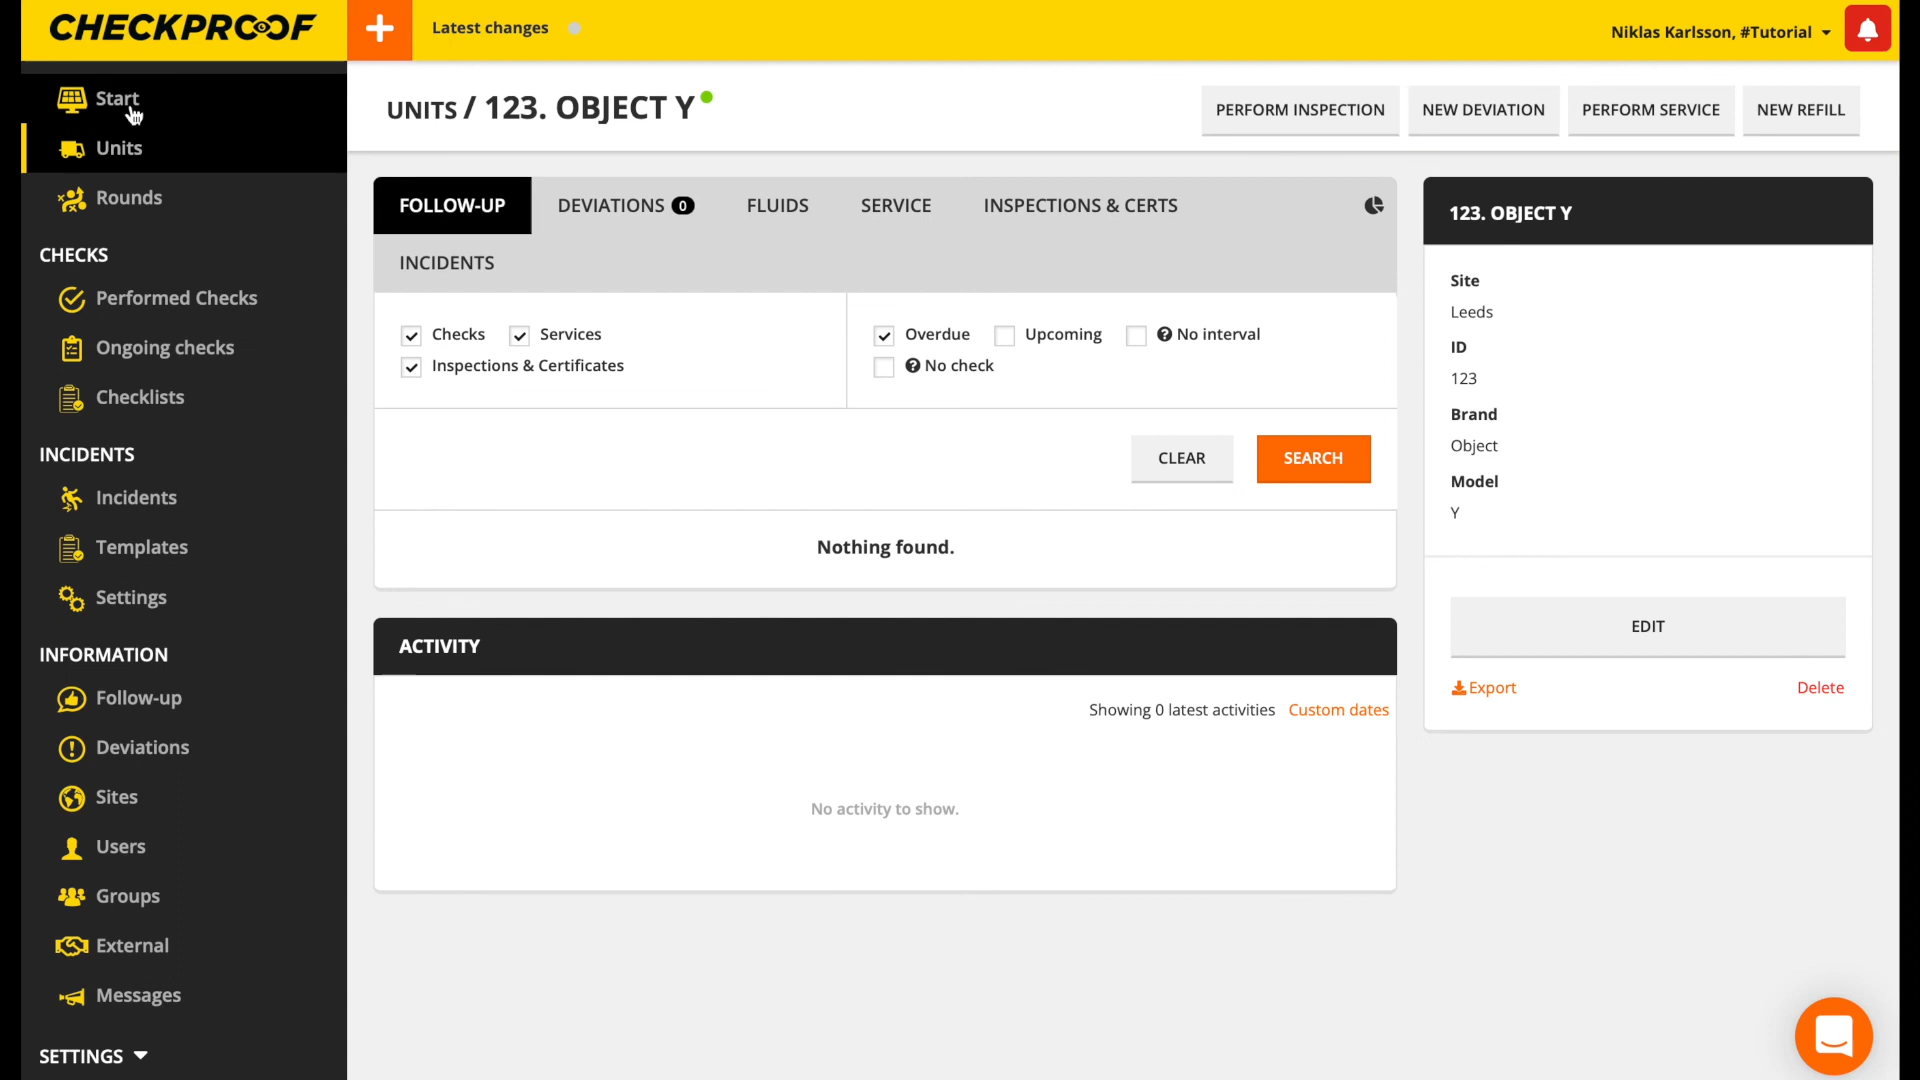 CHECKPROOF
Latest changes
Niklas Karlsson, #Tutorial
Start
Units
Rounds
CHECKS
Performed Checks
Ongoing checks
Checklists
INCIDENTS
Incidents
Templates
Settings
INFORMATION
Follow-up
Deviations
Sites
Users
Groups
External
Messages
SETTINGS
UNITS / 123. OBJECT Y
PERFORM INSPECTION
NEW DEVIATION
PERFORM SERVICE
NEW REFILL
FOLLOW-UP
DEVIATIONS 0
FLUIDS
SERVICE
INSPECTIONS & CERTS
INCIDENTS
Checks
Services
Inspections & Certificates
Overdue
Upcoming
No interval
No check
CLEAR
SEARCH
Nothing found.
ACTIVITY
Showing 0 latest activities Custom dates
No activity to show.
123. OBJECT Y
Site
Leeds
ID
123
Brand
Object
Model
Y
EDIT
Export
Delete